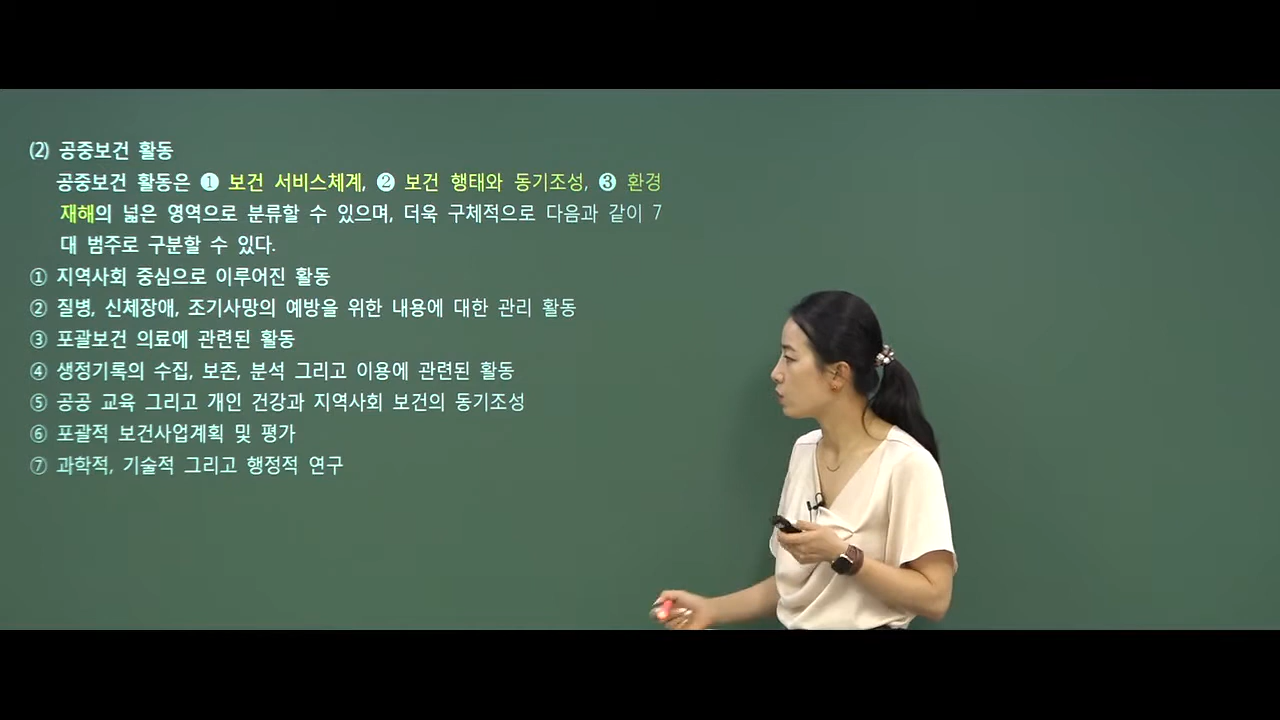 (2) 공중보건 활동
공중보건 활동은 ❶ 보건 서비스체계, ❷ 보건 행태와 동기조성, ❸ 환경
재해의 넓은 영역으로 분류할 수 있으며, 더욱 구체적으로 다음과 같이 7
대 범주로 구분할 수 있다.
① 지역사회 중심으로 이루어진 활동
② 질병, 신체장애, 조기사망의 예방을 위한 내용에 대한 관리 활동
③ 포괄보건 의료에 관련된 활동
④ 생정기록의 수집, 보존, 분석 그리고 이용에 관련된 활동
⑤ 공공 교육 그리고 개인 건강과 지역사회 보건의 동기조성
⑥ 포괄적 보건사업계획 및 평가
⑦ 과학적, 기술적 그리고 행정적 연구